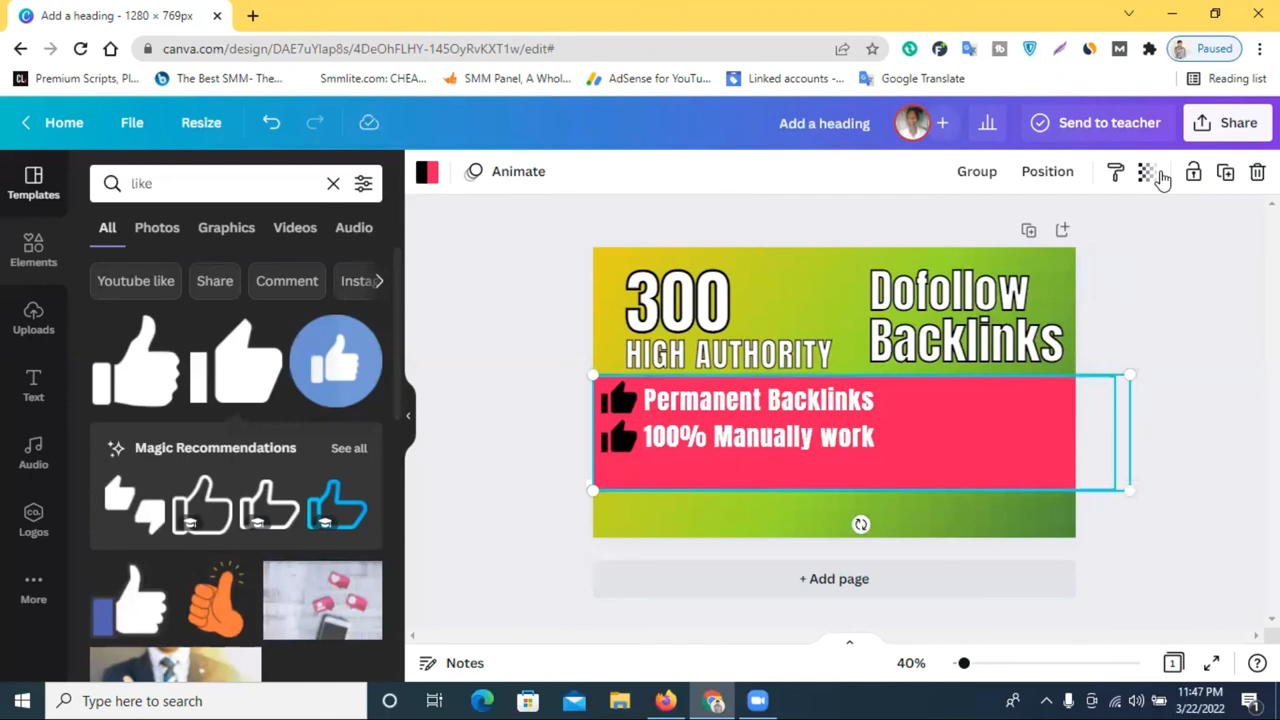 Add a heading - 1280 × 769px
canva.com/design/DAE7uYlap8s/4DeOhFLHY-145OyRvKXT1w/edit#
Paused
Premium Scripts, Pl...
The Best SMM- The...
Smmlite.com: CHEA...
SMM Panel, A Whol...
AdSense for YouTu...
Linked accounts -...
Google Translate
Reading list
Home
File
Resize
Add a heading
Send to teacher
Share
Templates
Elements
Uploads
Text
Audio
Logos
More
like
All
Photos
Graphics
Videos
Audio
Youtube like
Share
Comment
Insta
Magic Recommendations
See all
Animate
Group
Position
300
HIGH AUTHORITY
Dofollow
Backlinks
Permanent Backlinks
100% Manually work
+ Add page
Notes
40%
1
Type here to search
11:47 PM
3/22/2022